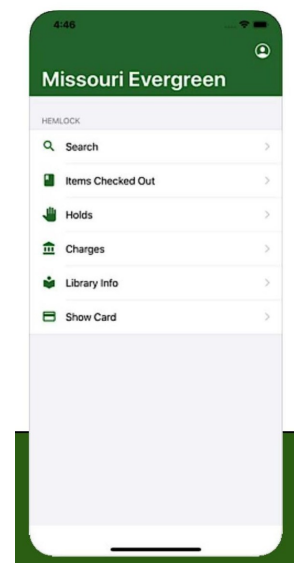 4:46
Missouri Evergreen
HEMLOCK
Search
Items Checked Out
Holds
Charges
Library Info
Show Card